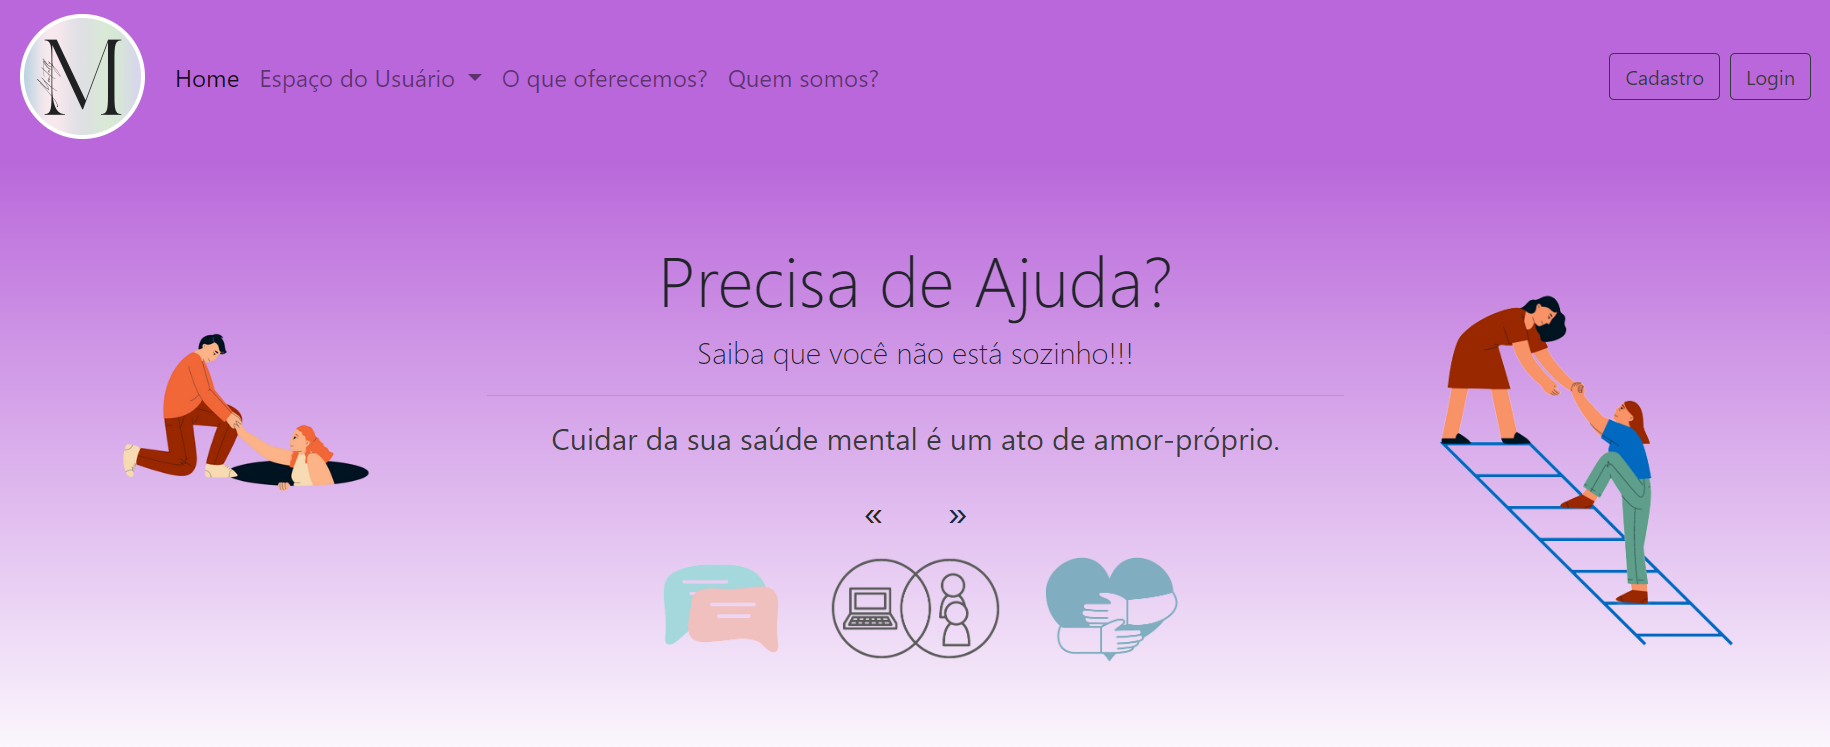 M
Home
Espaço do Usuário
O que oferecemos?
Quem somos?
Cadastro
Login
Precisa de Ajuda?
Saiba que você não está sozinho!!!
Cuidar da sua saúde mental é um ato de amor-próprio.
« »